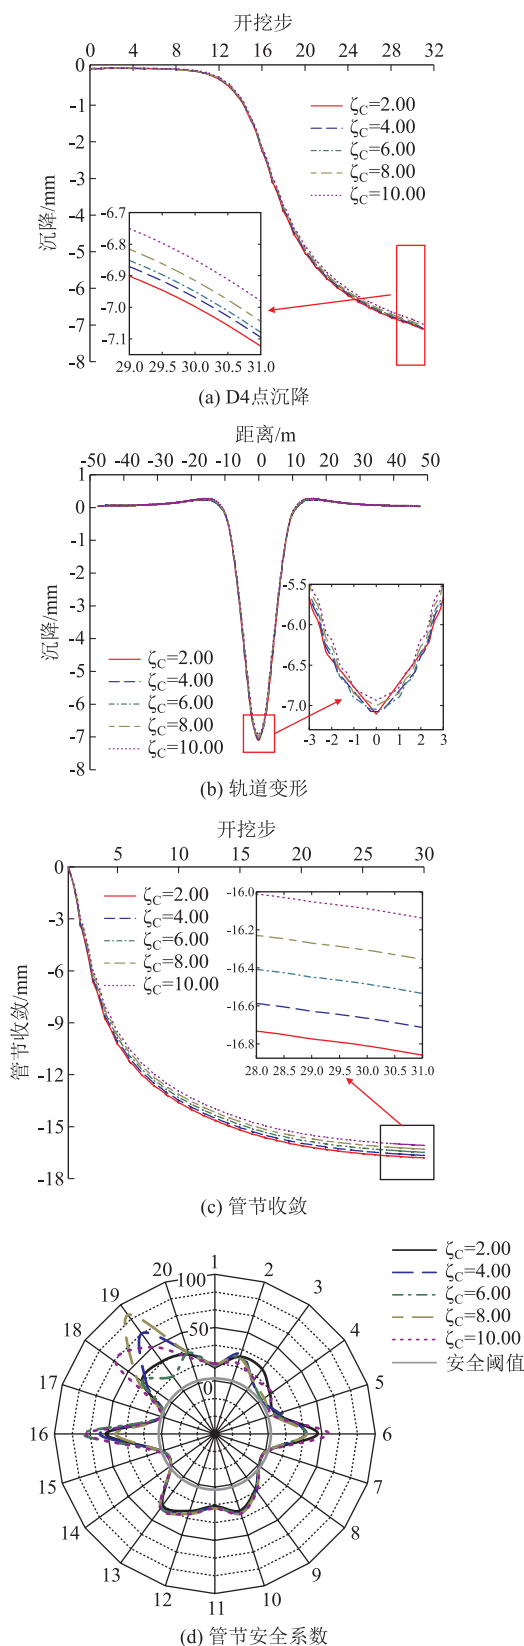 开挖步
0 4 8 12 16 20 24 28 32
0
-1
-2
-3
-4
-5
-6
-7
-8
沉降/mm
ζC=2.00
ζC=4.00
ζC=6.00
ζC=8.00
ζC=10.00
-6.7
-6.8
-6.9
-7.0
-7.1
29.0 29.5 30.0 30.5 31.0
(a) D4点沉降
距离/m
-50 -40 -30 -20 -10 0 10 20 30 40 50
1
0
-1
-2
-3
-4
-5
-6
-7
-8
沉降/mm
ζC=2.00
ζC=4.00
ζC=6.00
ζC=8.00
ζC=10.00
-5.5
-6.0
-6.5
-7.0
-3 -2 -1 0 1 2 3
(b) 轨道变形
开挖步
5 10 15 20 25 30
0
-3
-6
-9
-12
-15
-18
管节收敛/mm
ζC=2.00
ζC=4.00
ζC=6.00
ζC=8.00
ζC=10.00
-16.0
-16.2
-16.4
-16.6
-16.8
28.0 28.5 29.0 29.5 30.0 30.5 31.0
(c) 管节收敛
1
2
3
4
5
6
7
8
9
10
11
12
13
14
15
16
17
18
19
20
100
50
0
ζC=2.00
ζC=4.00
ζC=6.00
ζC=8.00
ζC=10.00
安全阈值
(d) 管节安全系数